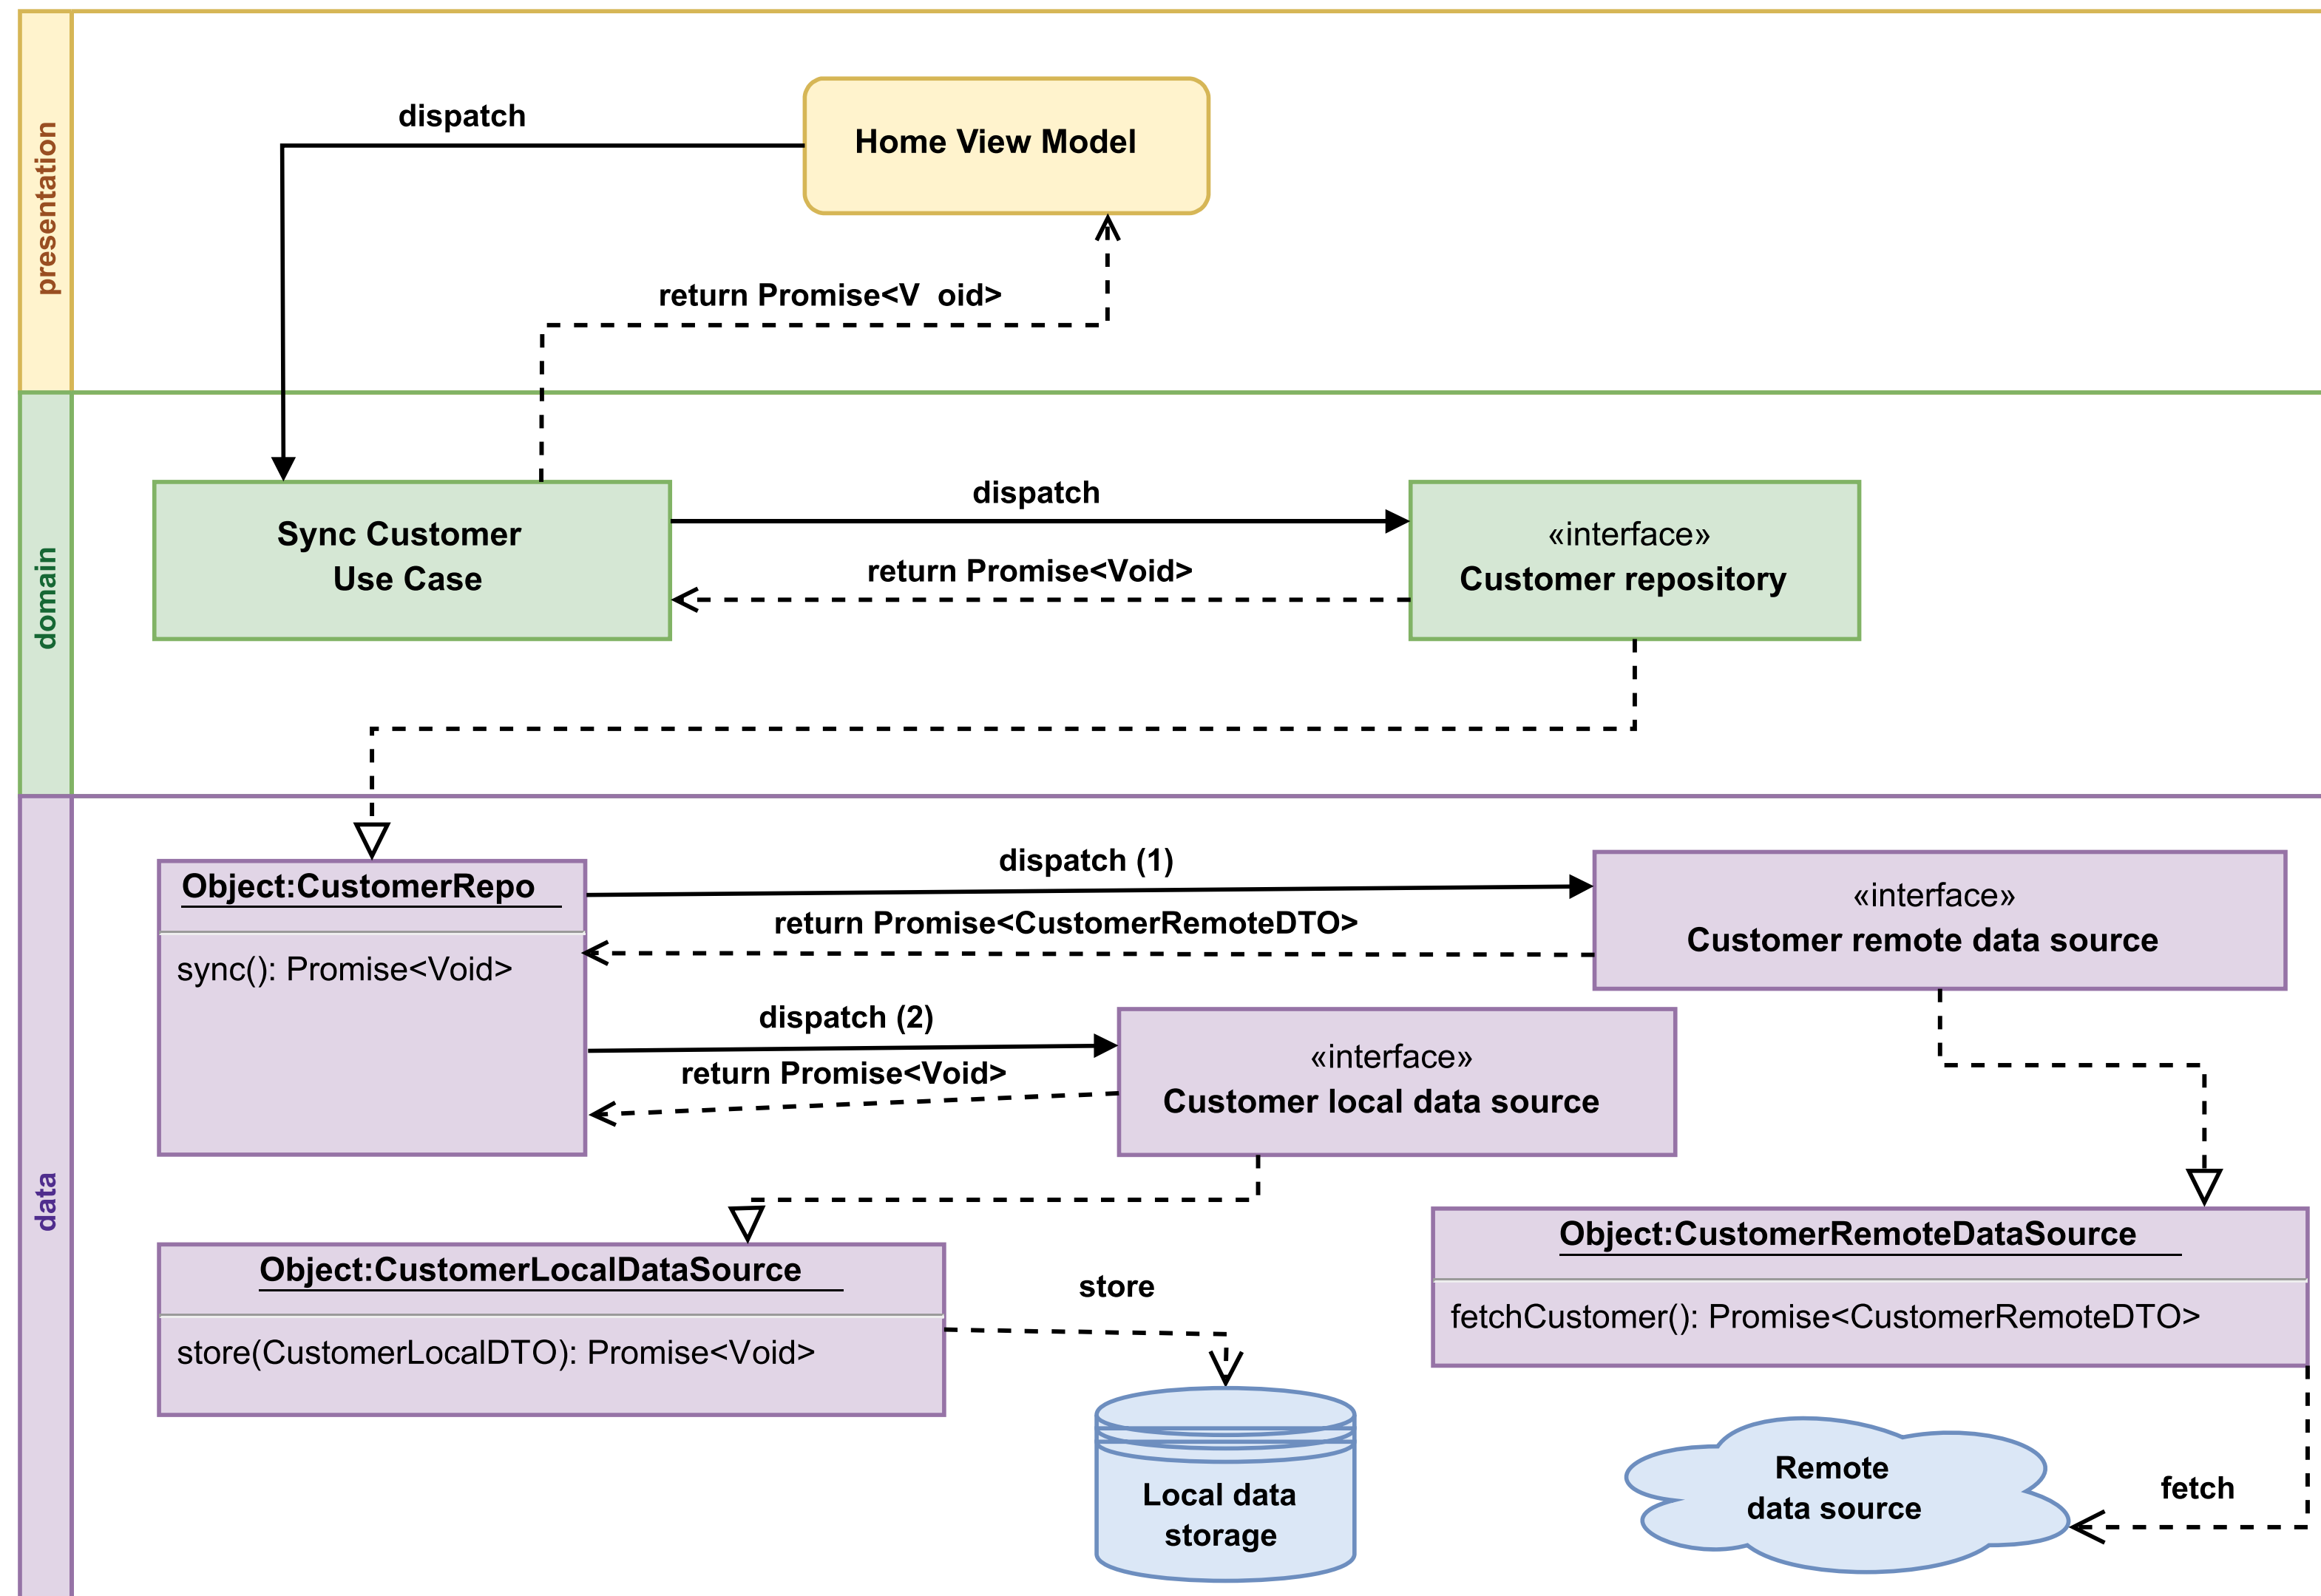 presentation
dispatch
Home View Model
return Promise<V oid>
domain
Sync Customer
Use Case
dispatch
return Promise<Void>
«interface»
Customer repository
data
Object:CustomerRepo
sync(): Promise<Void>
dispatch (1)
return Promise<CustomerRemoteDTO>
«interface»
Customer remote data source
dispatch (2)
return Promise<Void>
«interface»
Customer local data source
Object:CustomerLocalDataSource
store(CustomerLocalDTO): Promise<Void>
store
Object:CustomerRemoteDataSource
fetchCustomer(): Promise<CustomerRemoteDTO>
Local data
storage
Remote
data source
fetch